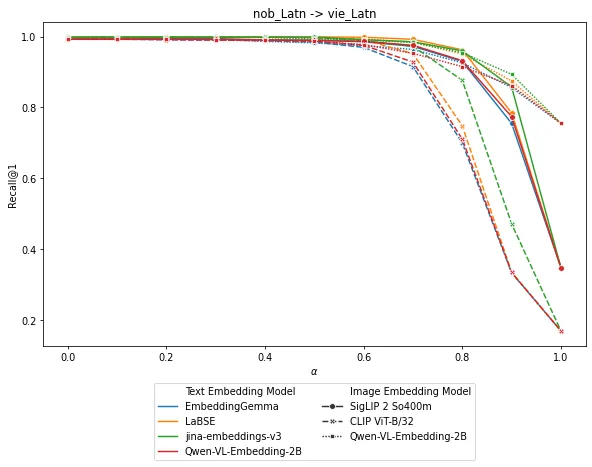 nob_Latn -> vie_Latn
1.0
0.8
0.6
0.4
0.2
Recall@1
0.0 0.2 0.4 0.6 0.8 1.0
α
Text Embedding Model Image Embedding Model
EmbeddingGemma SigLIP 2 So400m
LaBSE CLIP ViT-B/32
jina-embeddings-v3 Qwen-VL-Embedding-2B
Qwen-VL-Embedding-2B